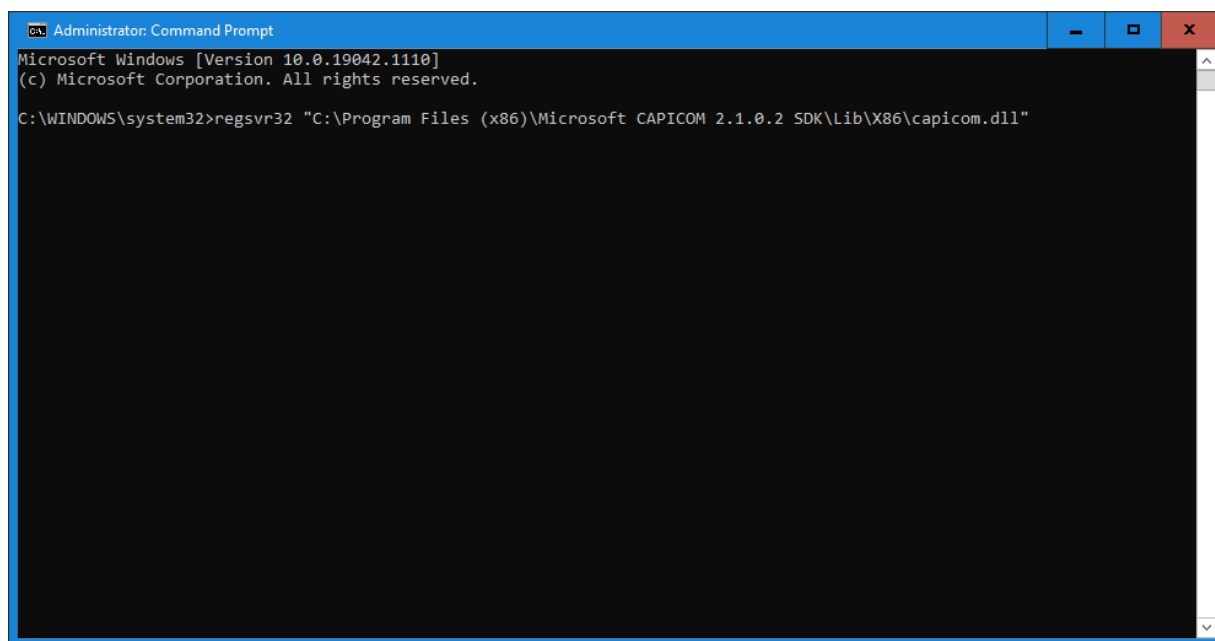 Administrator: Command Prompt
Microsoft Windows [Version 10.0.19042.1110]
(c) Microsoft Corporation. All rights reserved.
C:\WINDOWS\system32>regsvr32 "C:\Program Files (x86)\Microsoft CAPICOM 2.1.0.2 SDK\Lib\X86\capicom.dll"